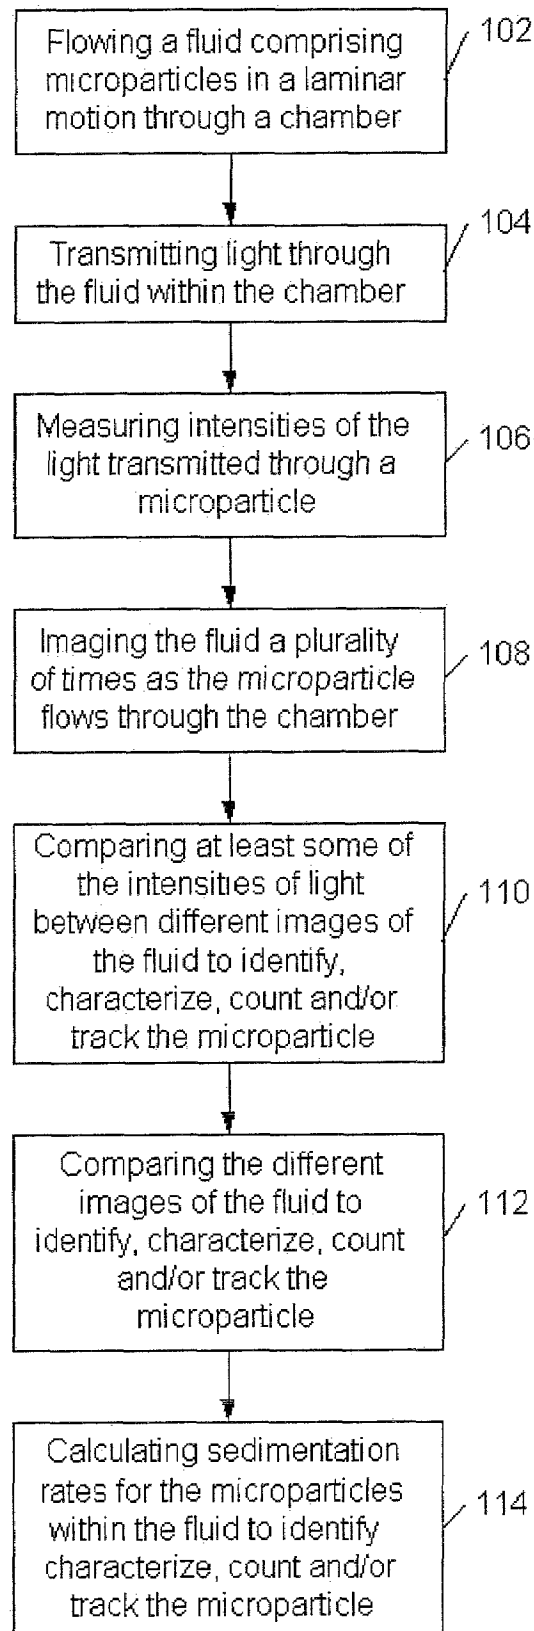 Flowing a fluid comprising
microparticles in a laminar
motion through a chamber
102
Transmitting light through
the fluid within the chamber
104
Measuring intensities of the
light transmitted through a
microparticle
106
Imaging the fluid a plurality
of times as the microparticle
flows through the chamber
108
Comparing at least some of
the intensities of light
between different images of
the fluid to identify,
characterize, count and/or
track the microparticle
110
Comparing the different
images of the fluid to
identify, characterize, count
and/or track the
microparticle
112
Calculating sedimentation
rates for the microparticles
within the fluid to identify
characterize, count and/or
track the microparticle
114